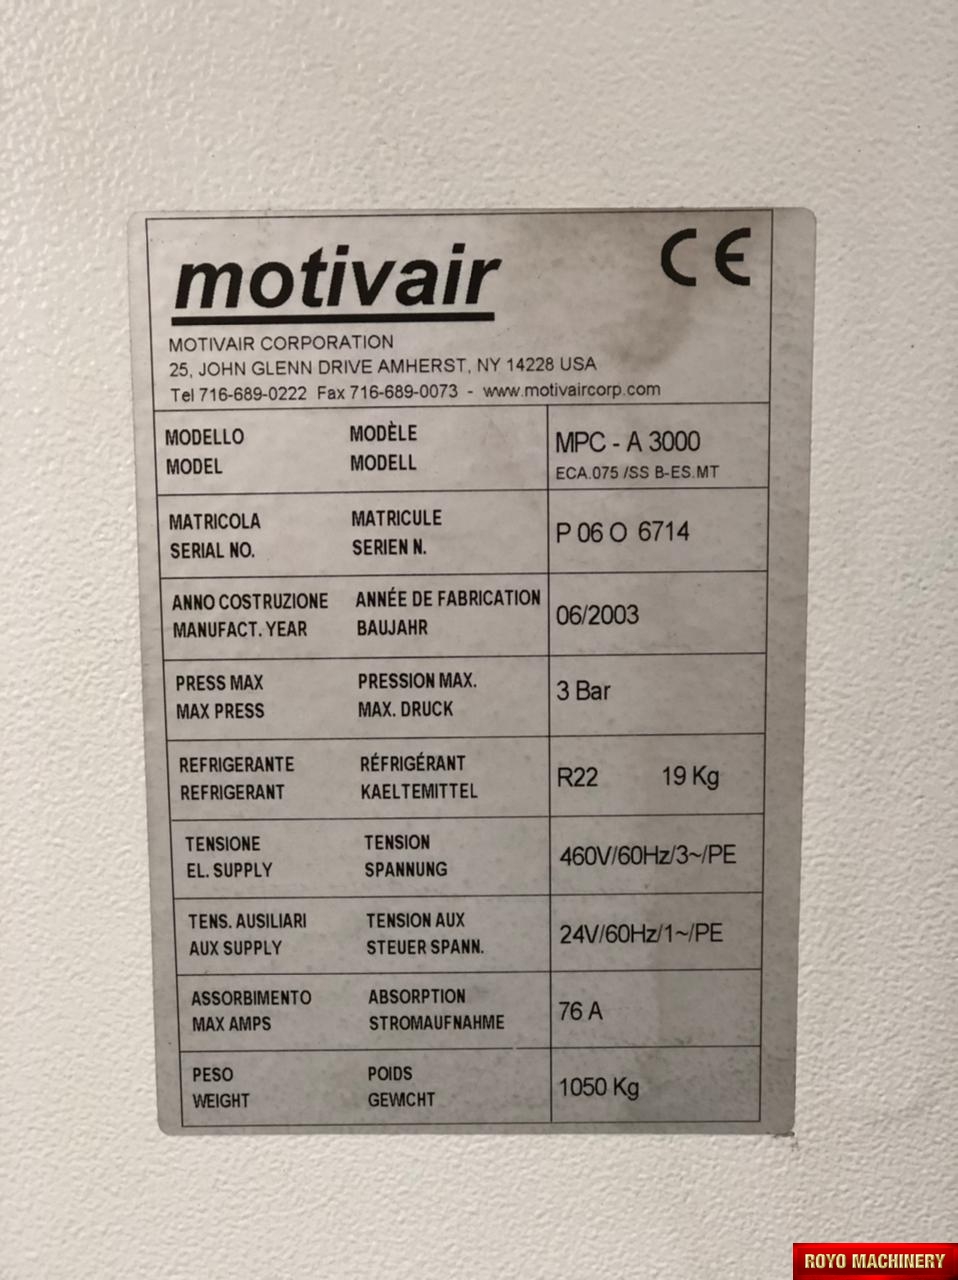 motivair
CE
MOTIVAIR CORPORATION
25, JOHN GLENN DRIVE AMHERST, NY 14228 USA
Tel 716-689-0222 Fax 716-689-0073 - www.motivaircorp.com
MODELLO MODÈLE
MODEL MODELL
MPC - A 3000
ECA.075 /SS B-ES.MT
MATRICOLA MATRICULE
SERIAL NO. SERIEN N.
P 06 O 6714
ANNO COSTRUZIONE ANNÉE DE FABRICATION
MANUFACT. YEAR BAUJAHR
06/2003
PRESS MAX PRESSION MAX.
MAX PRESS MAX. DRUCK
3 Bar
REFRIGERANTE RÉFRIGÉRANT
REFRIGERANT KAELTEMITTEL
R22 19 Kg
TENSIONE TENSION
EL. SUPPLY SPANNUNG
460V/60Hz/3~/PE
TENS. AUSILIARI TENSION AUX
AUX SUPPLY STEUER SPANN.
24V/60Hz/1~/PE
ASSORBIMENTO ABSORPTION
MAX AMPS STROMAUFNAHME
76 A
PESO POIDS
WEIGHT GEWICHT
1050 Kg
ROYO MACHINERY